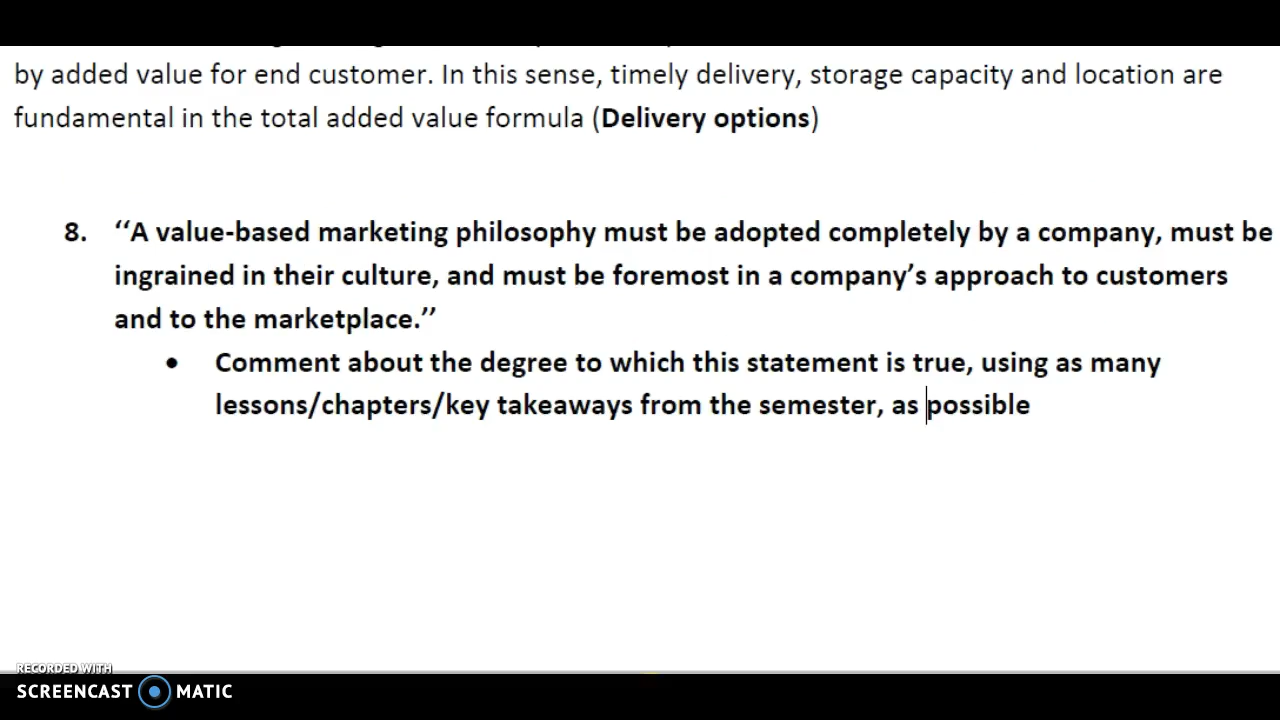 by added value for end customer. In this sense, timely delivery, storage capacity and location are
fundamental in the total added value formula (Delivery options)
8. ‘‘A value-based marketing philosophy must be adopted completely by a company, must be
ingrained in their culture, and must be foremost in a company’s approach to customers
and to the marketplace.’’
• Comment about the degree to which this statement is true, using as many
lessons/chapters/key takeaways from the semester, as possible
RECORDED WITH
SCREENCAST MATIC